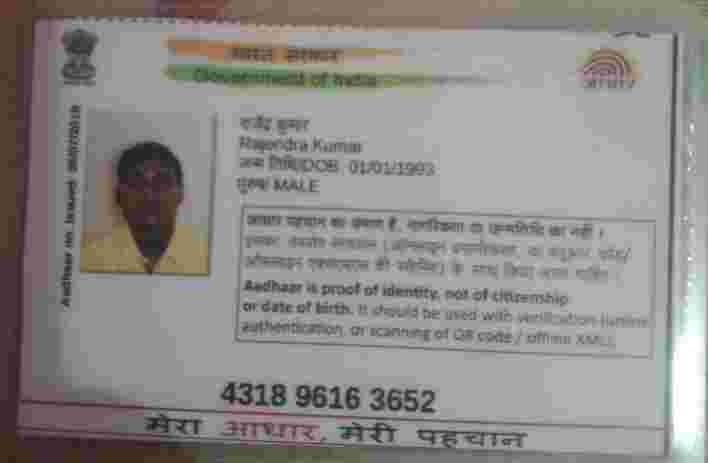 भारत सरकार
Government of India
आधार
Aadhaar no. issued:
राजेंद्र कुमार
Rajendra Kumar
जन्म तिथि/DOB: 01/01/1993
पुरुष/ MALE
आधार पहचान का प्रमाण है, नागरिकता या जन्मतिथि का नहीं ।
इसका उपयोग सत्यापन (ऑनलाइन प्रमाणीकरण, या क्यूआर कोड/
ऑफलाइन एक्सएमएल की स्कैनिंग) के साथ किया जाना चाहिए ।
Aadhaar is proof of identity, not of citizenship
or date of birth. It should be used with verification (online
authentication, or scanning of QR code / offline XML).
4318 9616 3652
मेरा आधार, मेरी पहचान